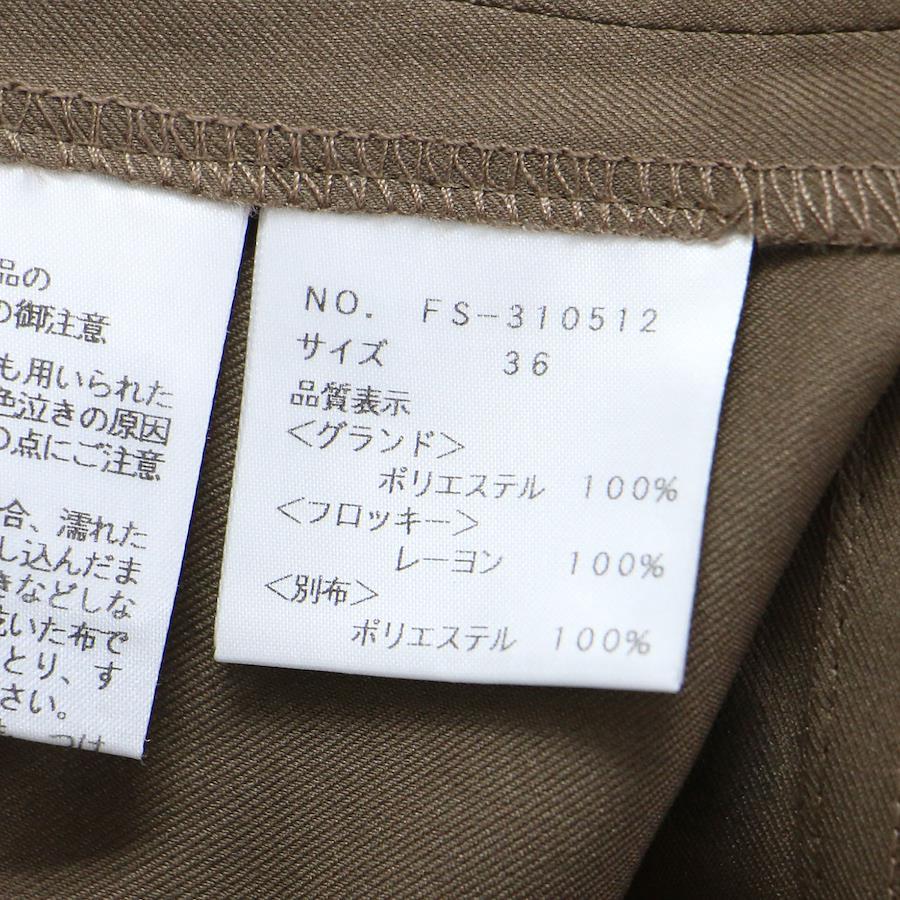 品の
の御注意
も用いられた
色泣きの原因
の点にご注意
合、濡れた
し込んだま
きなどしな
乾いた布で
とり、す
さい。
つけ
NO. FS-310512
サイズ 36
品質表示
<グランド>
ポリエステル 100%
<フロッキー>
レーヨン 100%
<別布>
ポリエステル 100%